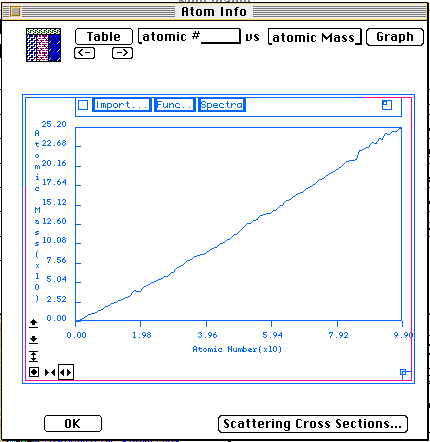 Atom Info
Table atomic # vs atomic Mass Graph
<- ->
Import... Func.. Spectra
Atomic Mass(x10)
25.20
22.68
20.16
17.64
15.12
12.60
10.08
7.56
5.04
2.52
0.00
0.00 1.98 3.96 5.94 7.92 9.90
Atomic Number(x10)
OK Scattering Cross Sections...